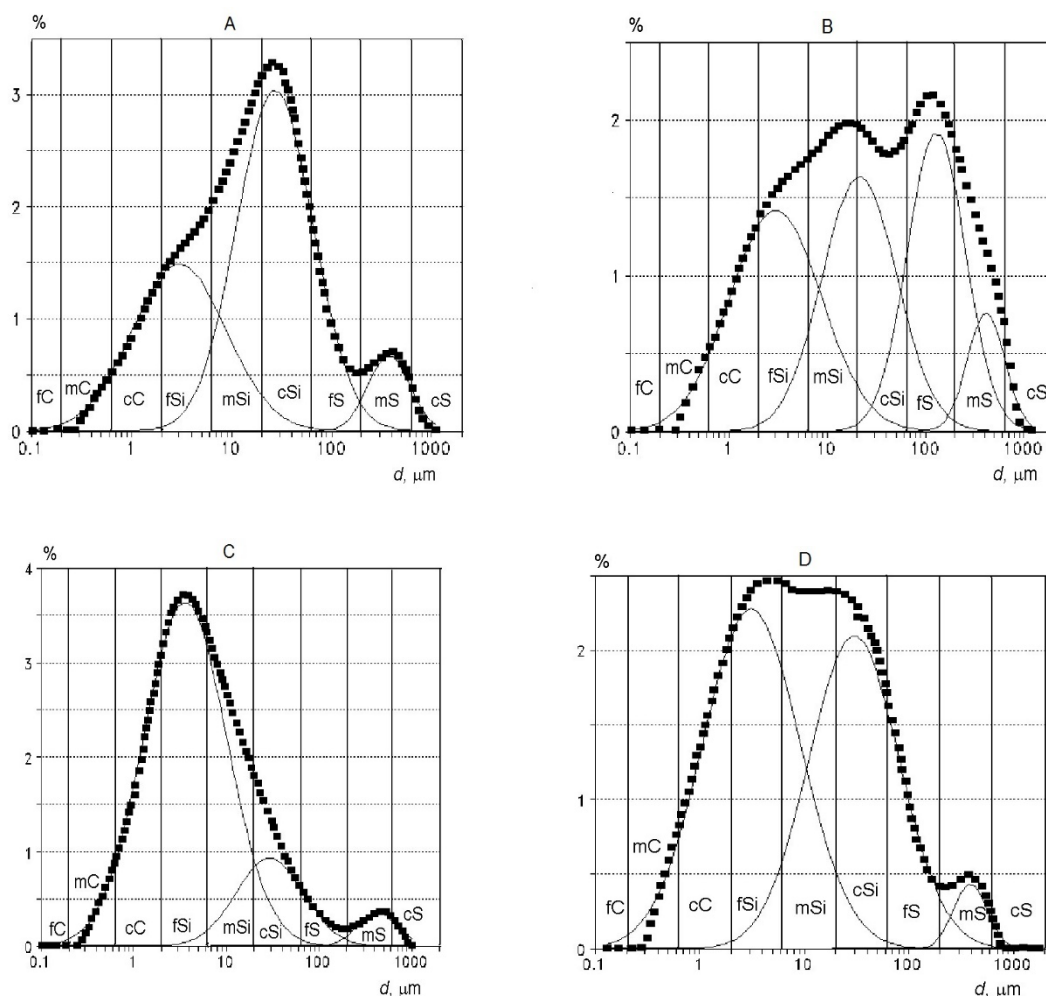 % A
3
2
1
0
fC mC cC fSi mSi cSi fS mS cS
0.1 1 10 100 1000
d, µm
% B
2
1
0
fC mC cC fSi mSi cSi fS mS cS
0.1 1 10 100 1000
d, µm
% C
4
3
2
1
0
mC
fC cC fSi mSi cSi fS mS cS
0.1 1 10 100 1000
d, µm
% D
2
1
0
mC
fC cC fSi mSi cSi fS mS cS
0.1 1 10 100 1000
d, µm